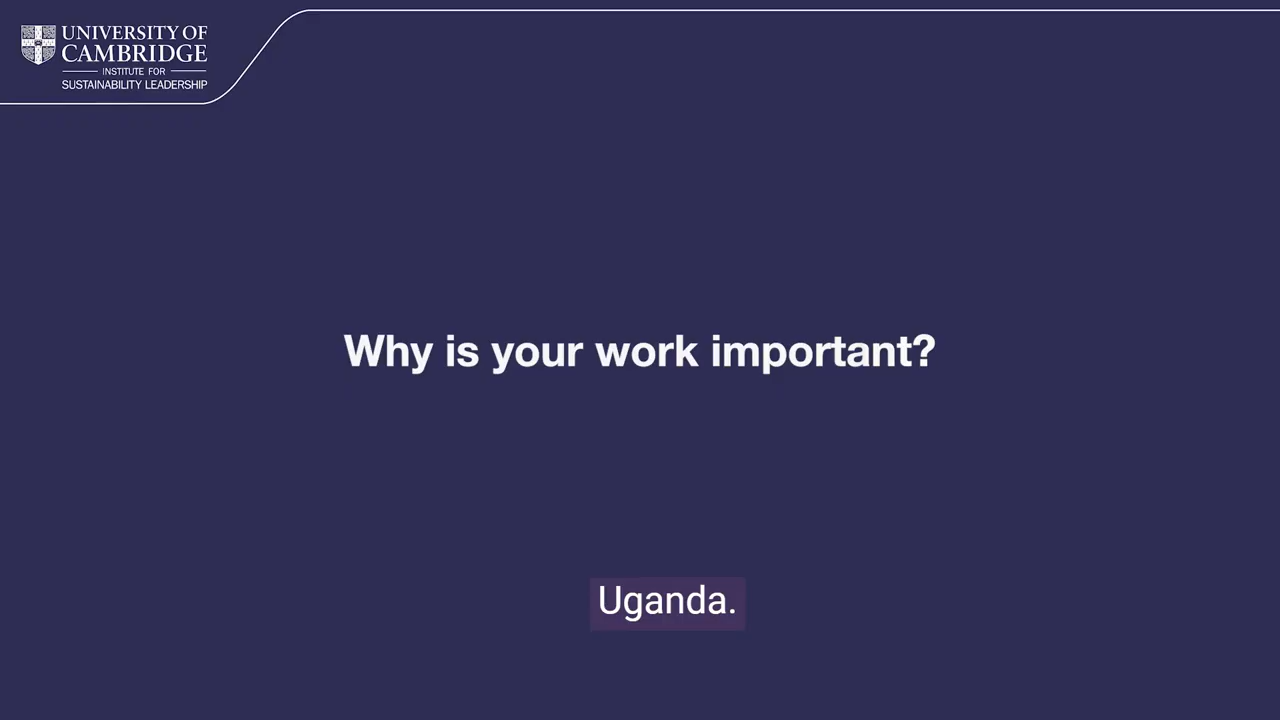 UNIVERSITY OF
CAMBRIDGE
INSTITUTE FOR
SUSTAINABILITY LEADERSHIP
Why is your work important?
Uganda.